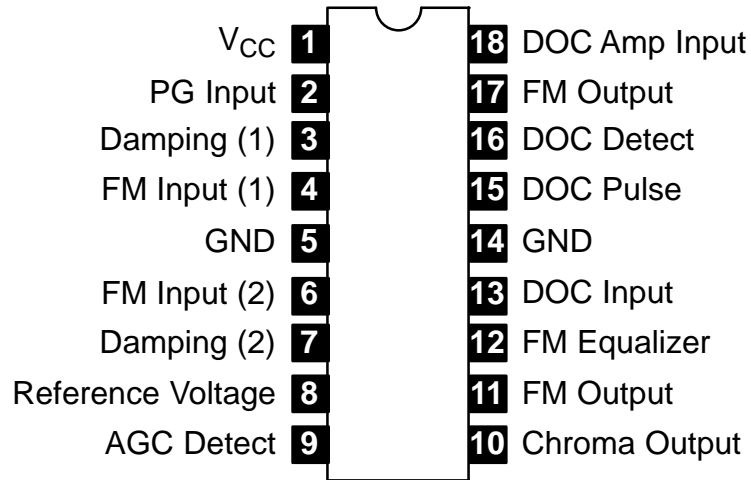 V_CC 1 18 DOC Amp Input
PG Input 2 17 FM Output
Damping (1) 3 16 DOC Detect
FM Input (1) 4 15 DOC Pulse
GND 5 14 GND
FM Input (2) 6 13 DOC Input
Damping (2) 7 12 FM Equalizer
Reference Voltage 8 11 FM Output
AGC Detect 9 10 Chroma Output